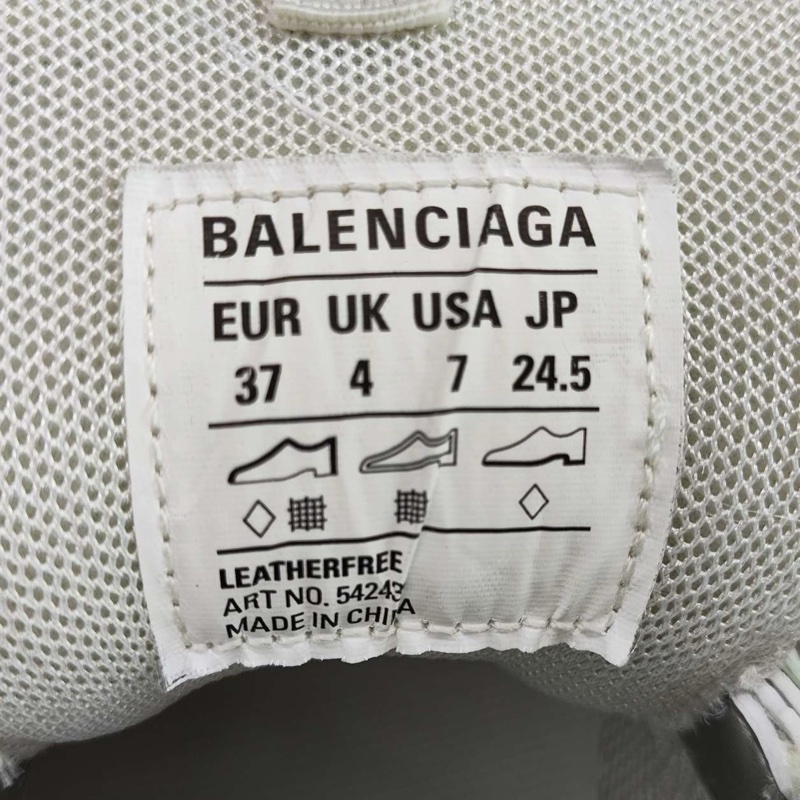 BALENCIAGA
EUR UK USA JP
37 4 7 24.5
LEATHERFREE
ART NO. 54243
MADE IN CHINA